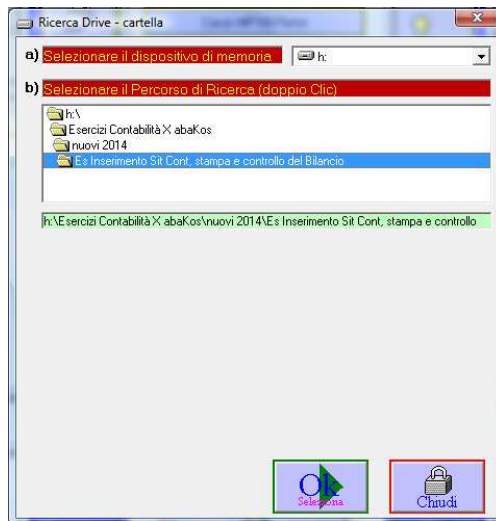 Ricerca Drive - cartella
a) Selezionare il dispositivo di memoria
h:
b) Selezionare il Percorso di Ricerca (doppio Clic)
h:\
Esercizi Contabilità X abaKos
nuovi 2014
Es Inserimento Sit Cont, stampa e controllo del Bilancio
h:\Esercizi Contabilità X abaKos\nuovi 2014\Es Inserimento Sit Cont, stampa e controllo
Ok
Seleziona
Chiudi